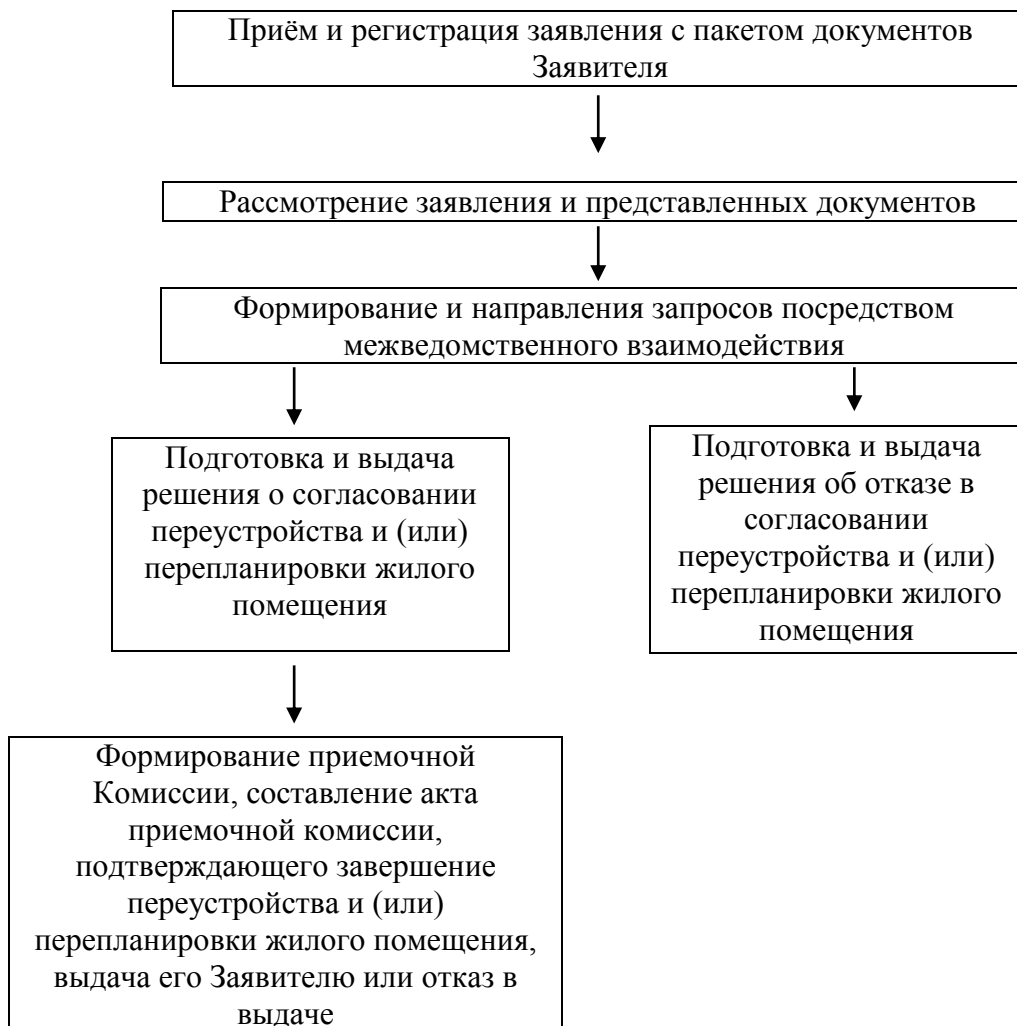 Приём и регистрация заявления с пакетом документов
Заявителя
Рассмотрение заявления и представленных документов
Формирование и направления запросов посредством
межведомственного взаимодействия
Подготовка и выдача
решения о согласовании
переустройства и (или)
перепланировки жилого
помещения
Подготовка и выдача
решения об отказе в
согласовании
переустройства и (или)
перепланировки жилого
помещения
Формирование приемочной
Комиссии, составление акта
приемочной комиссии,
подтверждающего завершение
переустройства и (или)
перепланировки жилого помещения,
выдача его Заявителю или отказ в
выдаче